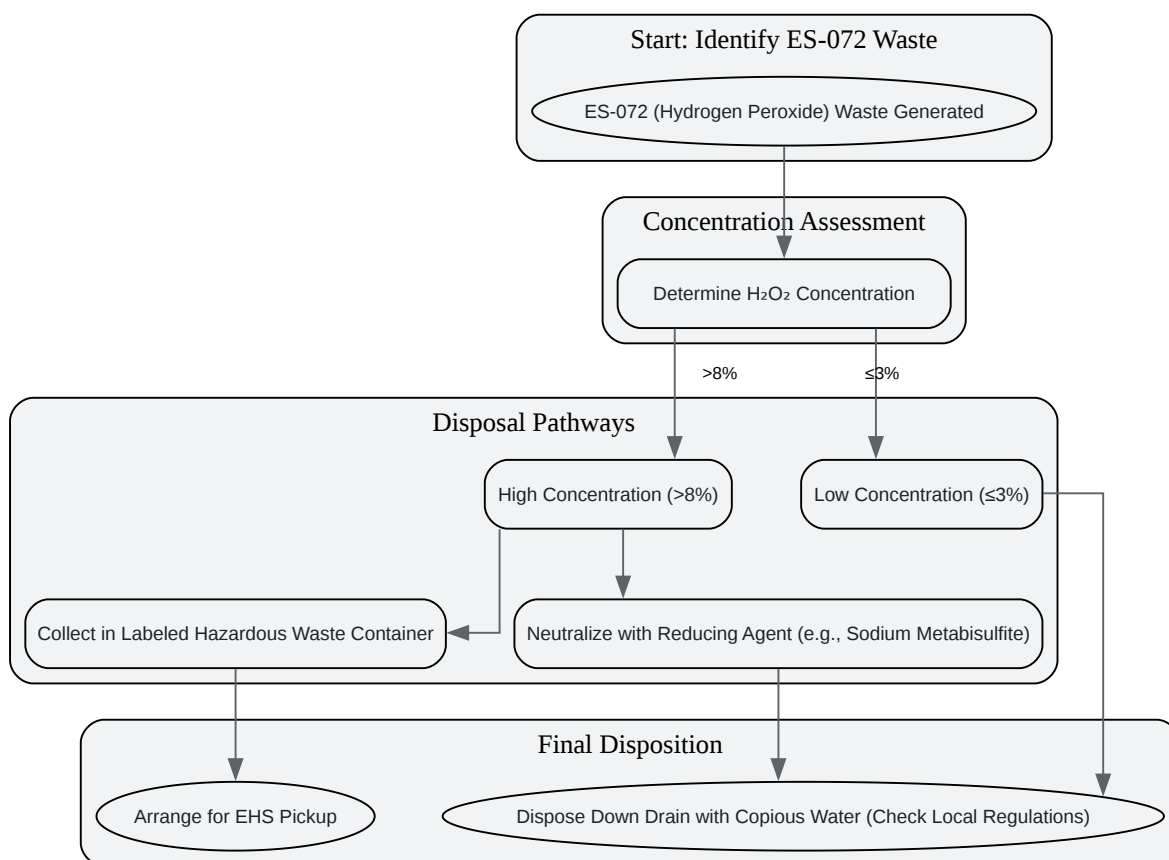 Start: Identify ES-072 Waste
ES-072 (Hydrogen Peroxide) Waste Generated
Concentration Assessment
Determine H₂O₂ Concentration
>8%
≤3%
Disposal Pathways
High Concentration (>8%)
Low Concentration (≤3%)
Collect in Labeled Hazardous Waste Container
Neutralize with Reducing Agent (e.g., Sodium Metabisulfite)
Final Disposition
Arrange for EHS Pickup
Dispose Down Drain with Copious Water (Check Local Regulations)